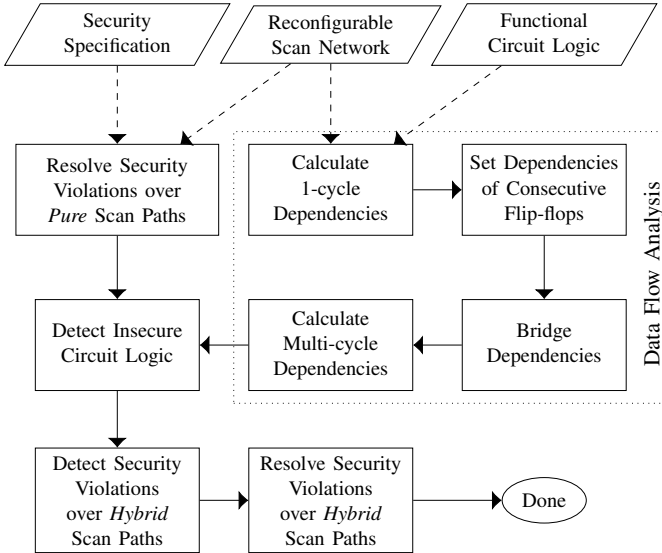 Security
Specification
Reconfigurable
Scan Network
Functional
Circuit Logic
Resolve Security
Violations over
Pure Scan Paths
Calculate
1-cycle
Dependencies
Set Dependencies
of Consecutive
Flip-flops
Data Flow Analysis
Detect Insecure
Circuit Logic
Calculate
Multi-cycle
Dependencies
Bridge
Dependencies
Detect Security
Violations
over Hybrid
Scan Paths
Resolve Security
Violations
over Hybrid
Scan Paths
Done